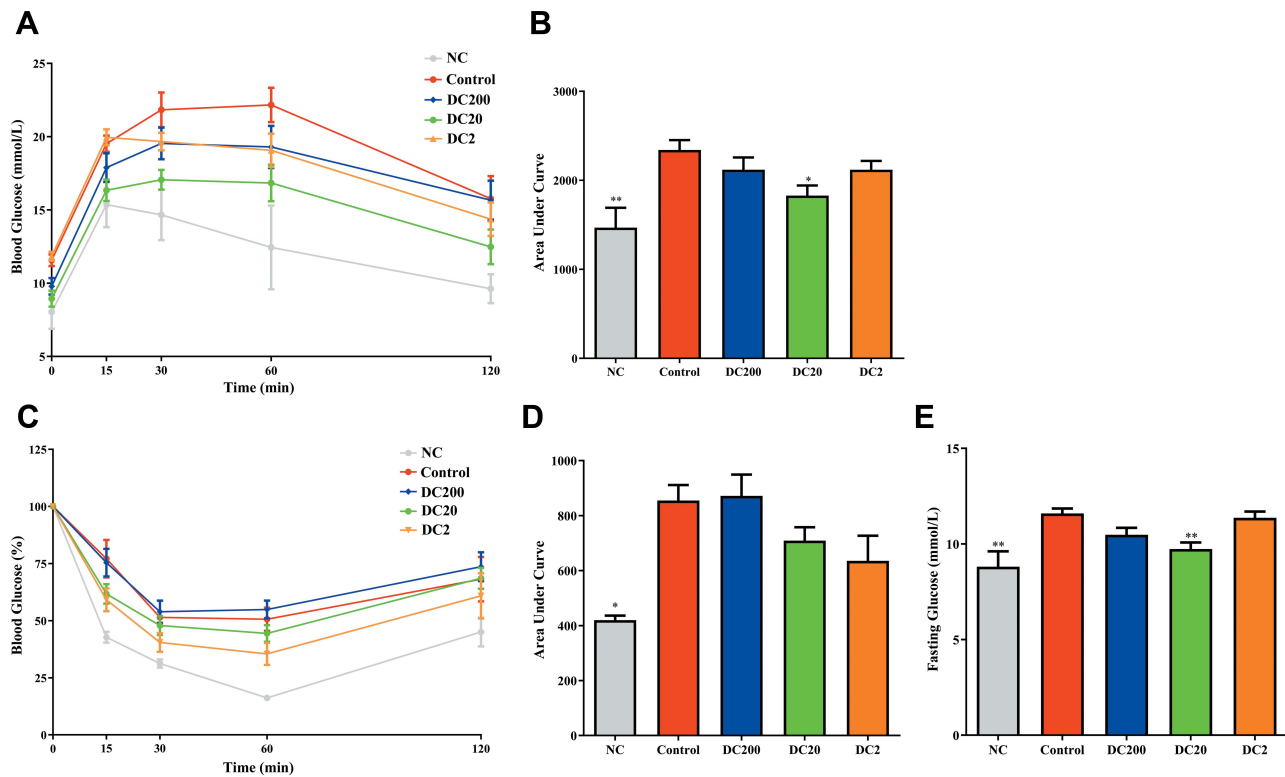 A
Blood Glucose (mmol/L)
25
20
15
10
5
0
15
30
60
120
Time (min)
NC
Control
DC200
DC20
DC2
B
Area Under Curve
3000
2000
1000
0
**
*
NC
Control
DC200
DC20
DC2
C
Blood Glucose (%)
125
100
75
50
25
0
0
15
30
60
120
Time (min)
NC
Control
DC200
DC20
DC2
D
Area Under Curve
1000
800
600
400
200
0
*
NC
Control
DC200
DC20
DC2
E
Fasting Glucose (mmol/L)
15
10
5
0
**
**
NC
Control
DC200
DC20
DC2